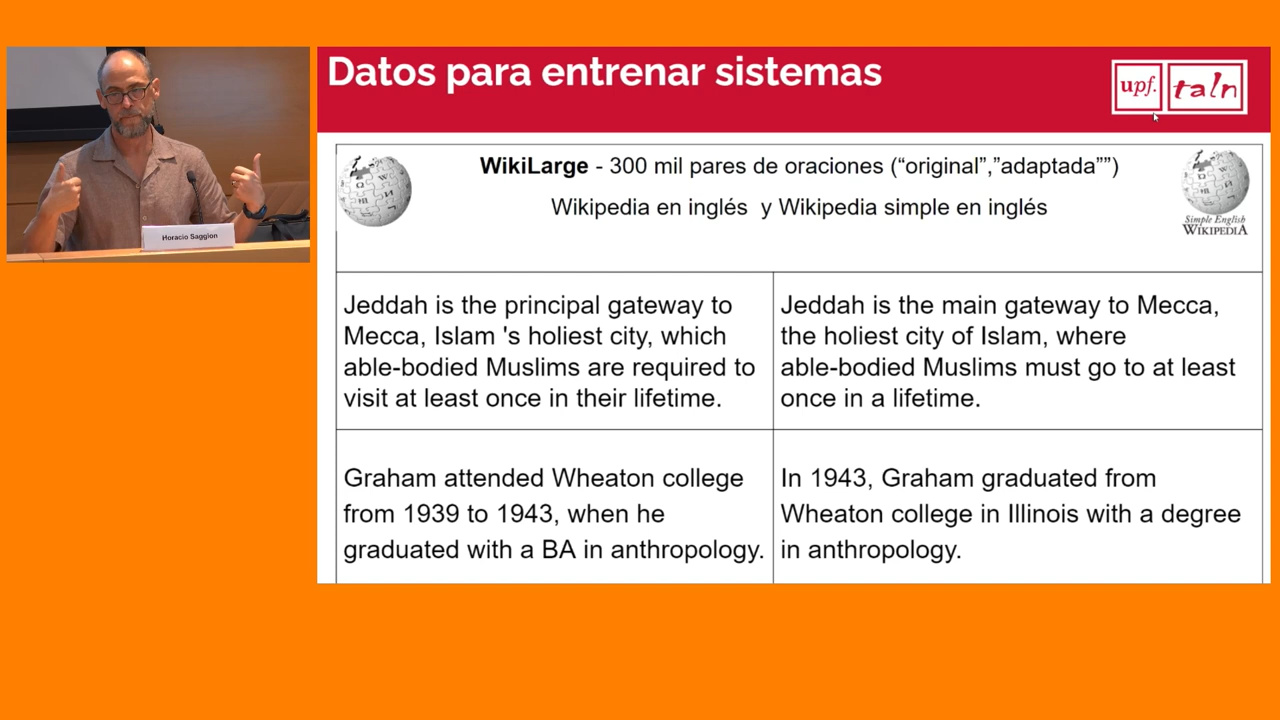 Datos para entrenar sistemas
upf. taln
Horacio Saggion
WikiLarge - 300 mil pares de oraciones (“original”,”adaptada””)
Wikipedia en inglés y Wikipedia simple en inglés
Simple English
WIKIPEDIA
Jeddah is the principal gateway to
Mecca, Islam 's holiest city, which
able-bodied Muslims are required to
visit at least once in their lifetime.
Jeddah is the main gateway to Mecca,
the holiest city of Islam, where
able-bodied Muslims must go to at least
once in a lifetime.
Graham attended Wheaton college
from 1939 to 1943, when he
graduated with a BA in anthropology.
In 1943, Graham graduated from
Wheaton college in Illinois with a degree
in anthropology.